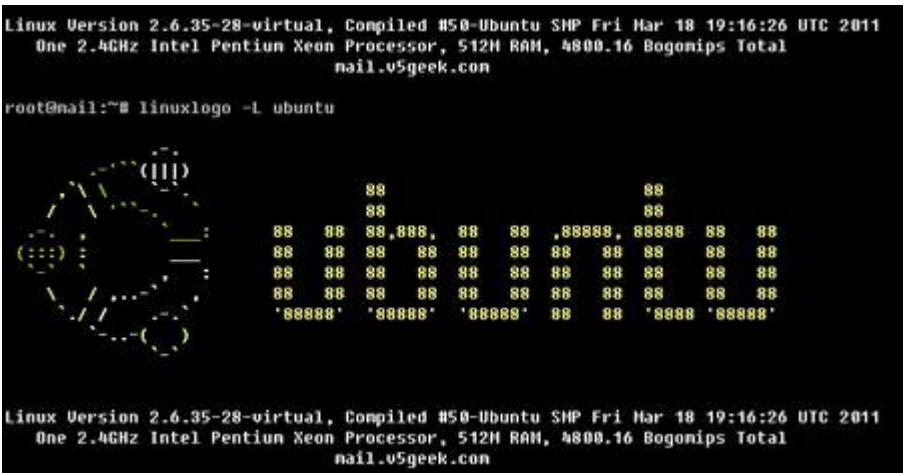 Linux Version 2.6.35-28-virtual, Compiled #50-Ubuntu SMP Fri Mar 18 19:16:26 UTC 2011
One 2.4GHz Intel Pentium Xeon Processor, 512M RAM, 4800.16 Bogomips Total
mail.v5geek.com
root@mail:~# linuxlogo -L ubuntu
ubuntu
Linux Version 2.6.35-28-virtual, Compiled #50-Ubuntu SMP Fri Mar 18 19:16:26 UTC 2011
One 2.4GHz Intel Pentium Xeon Processor, 512M RAM, 4800.16 Bogomips Total
mail.v5geek.com